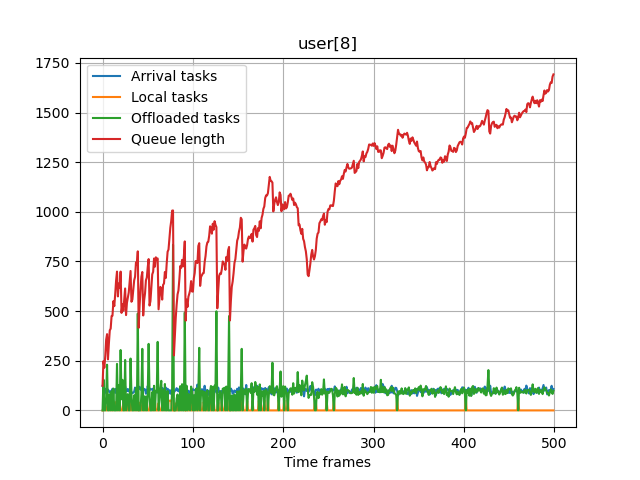 user[8]
Arrival tasks
Local tasks
Offloaded tasks
Queue length
1750
1500
1250
1000
750
500
250
0
0 100 200 300 400 500
Time frames